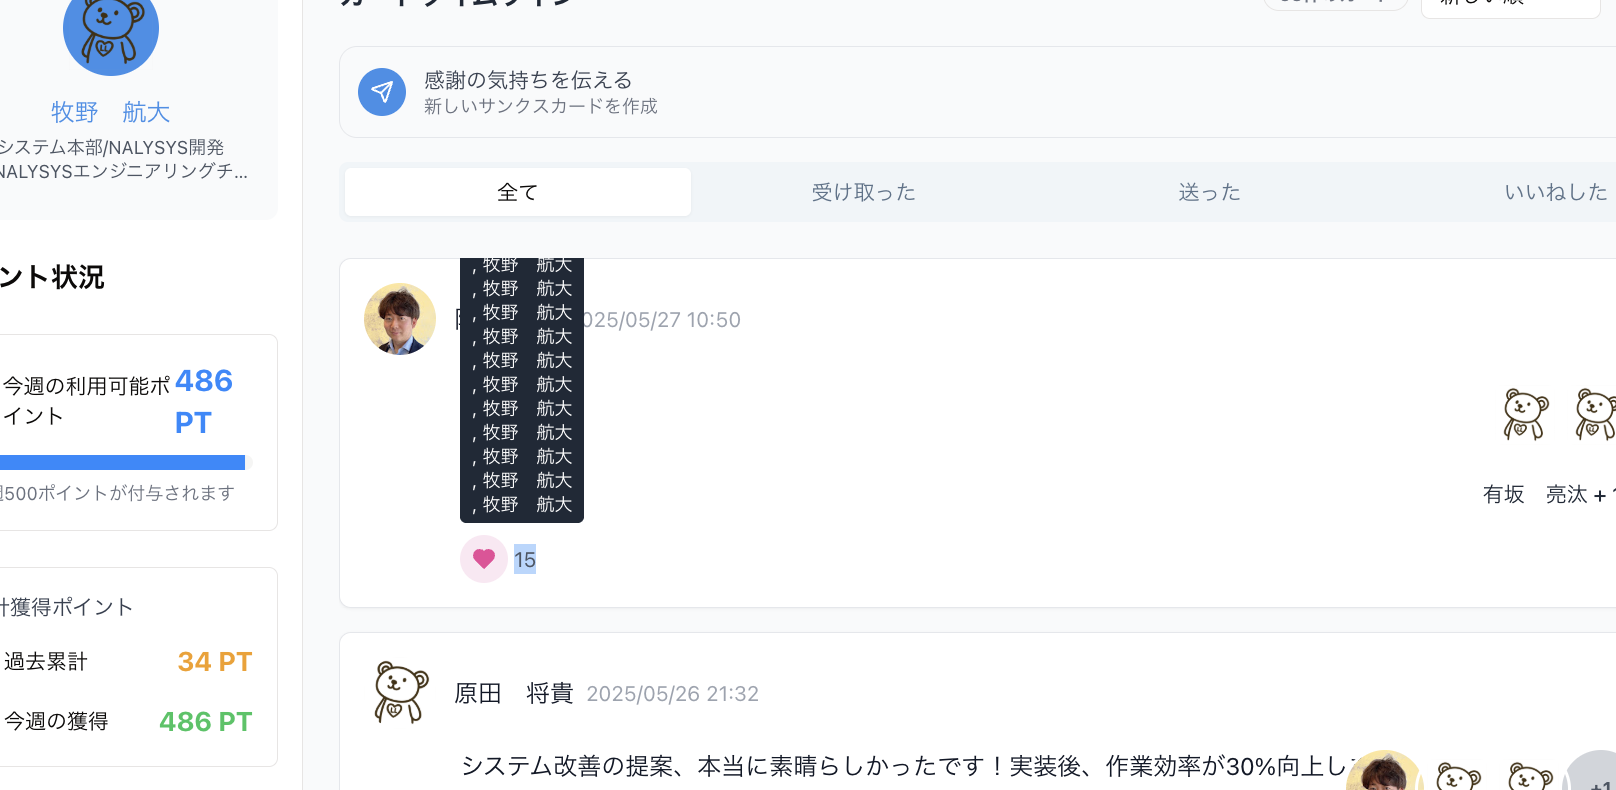 牧野　航大
システム本部/NALYSYS開発
NALYSYSエンジニアリングチ...
ント状況
今週の利用可能ポ
イント
486
PT
500ポイントが付与されます
計獲得ポイント
過去累計
34 PT
今週の獲得
486 PT
感謝の気持ちを伝える
新しいサンクスカードを作成
全て
受け取った
送った
いいねした
, 牧野　航大
, 牧野　航大
, 牧野　航大
, 牧野　航大
, 牧野　航大
, 牧野　航大
, 牧野　航大
, 牧野　航大
, 牧野　航大
, 牧野　航大
, 牧野　航大
025/05/27 10:50
有坂　亮汰 +
15
原田　将貴
2025/05/26 21:32
システム改善の提案、本当に素晴らしかったです！実装後、作業効率が30%向上し
+1